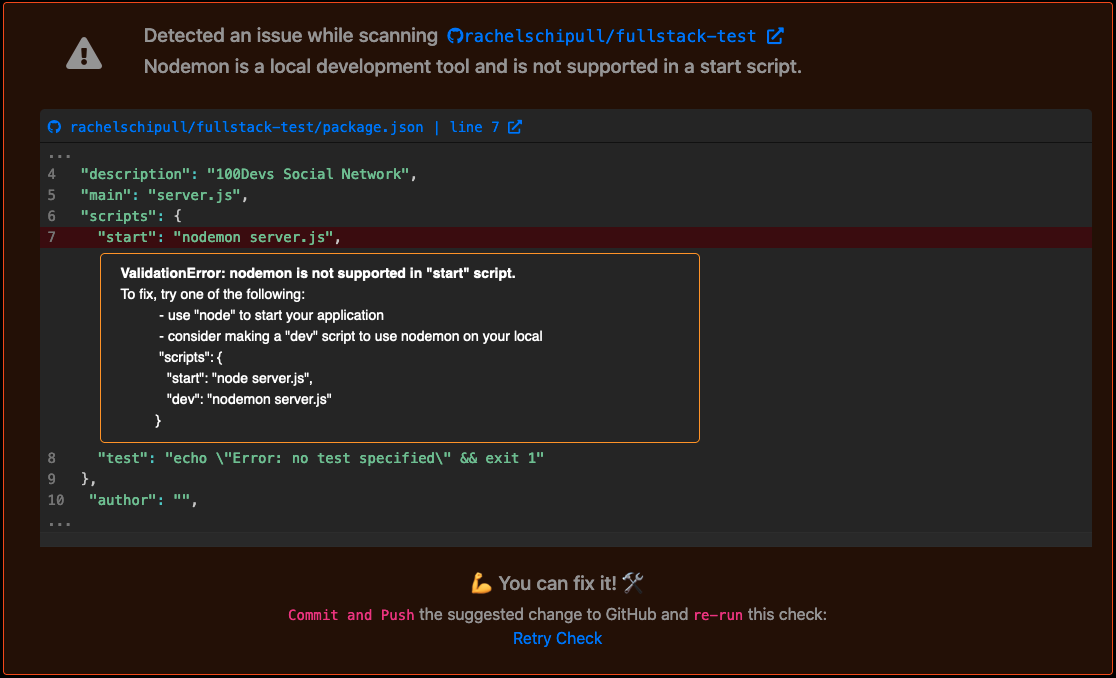 Detected an issue while scanning rachelschipull/fullstack-test
Nodemon is a local development tool and is not supported in a start script.
rachelschipull/fullstack-test/package.json | line 7
...
4 "description": "100Devs Social Network",
5 "main": "server.js",
6 "scripts": {
7 "start": "nodemon server.js",
ValidationError: nodemon is not supported in "start" script.
To fix, try one of the following:
- use "node" to start your application
- consider making a "dev" script to use nodemon on your local
"scripts": {
"start": "node server.js",
"dev": "nodemon server.js"
}
8 "test": "echo \"Error: no test specified\" && exit 1"
9 },
10 "author": "",
...
💪 You can fix it! 🛠️
Commit and Push the suggested change to GitHub and re-run this check:
Retry Check